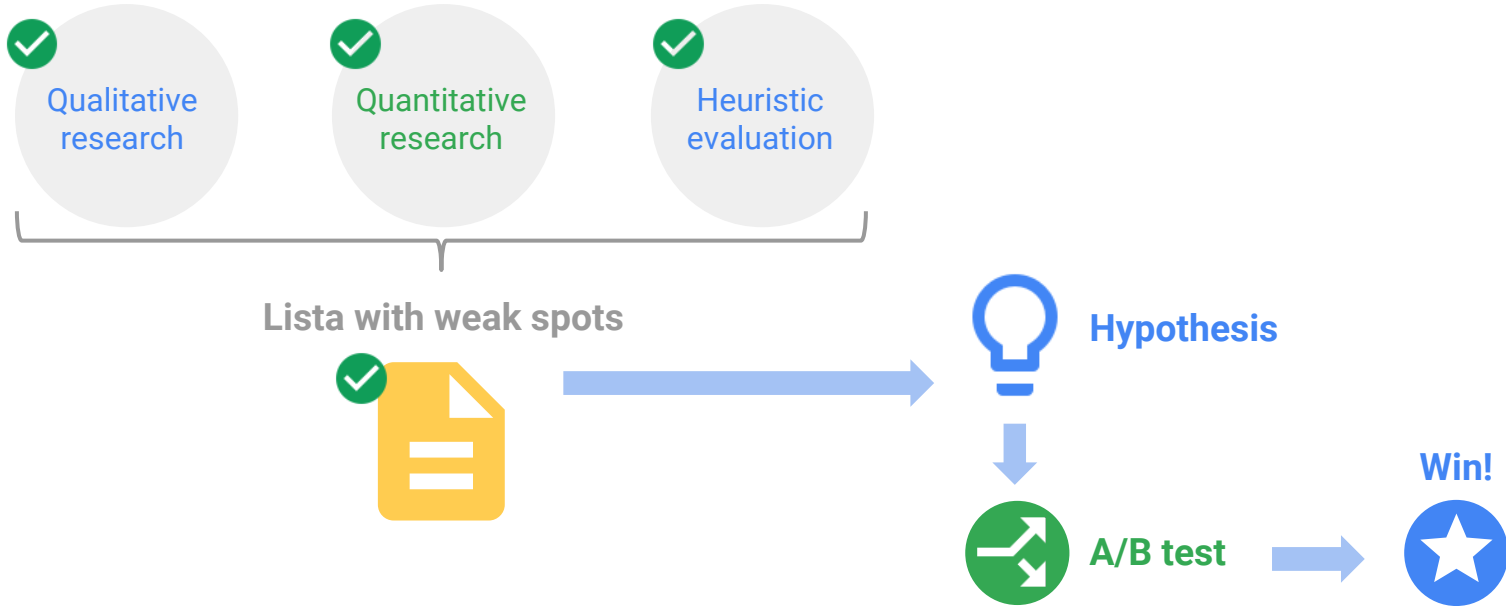 Qualitative
research
Quantitative
research
Heuristic
evaluation
Lista with weak spots
Hypothesis
Win!
A/B test